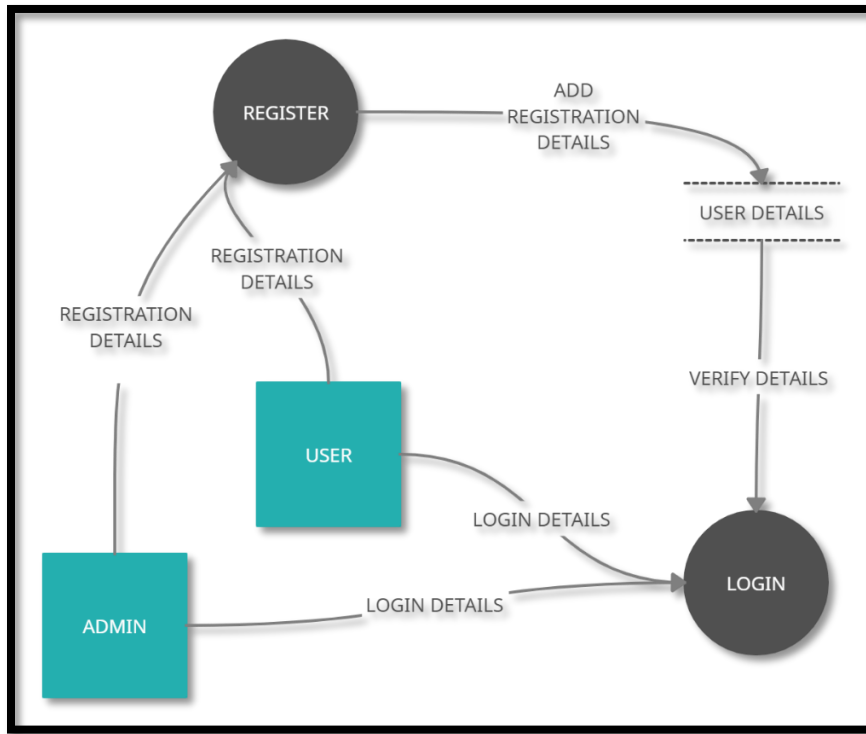 REGISTER
ADD
REGISTRATION
DETAILS
USER DETAILS
REGISTRATION
DETAILS
REGISTRATION
DETAILS
VERIFY DETAILS
USER
LOGIN DETAILS
LOGIN
LOGIN DETAILS
ADMIN